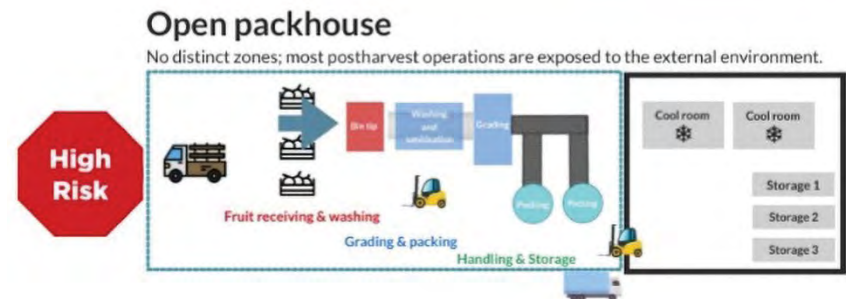 Open packhouse
No distinct zones; most postharvest operations are exposed to the external environment.
High
Risk
Bin tip
Washing
and
sanitisation
Grading
Packing
Packing
Fruit receiving & washing
Grading & packing
Handling & Storage
Cool room
Cool room
Storage 1
Storage 2
Storage 3